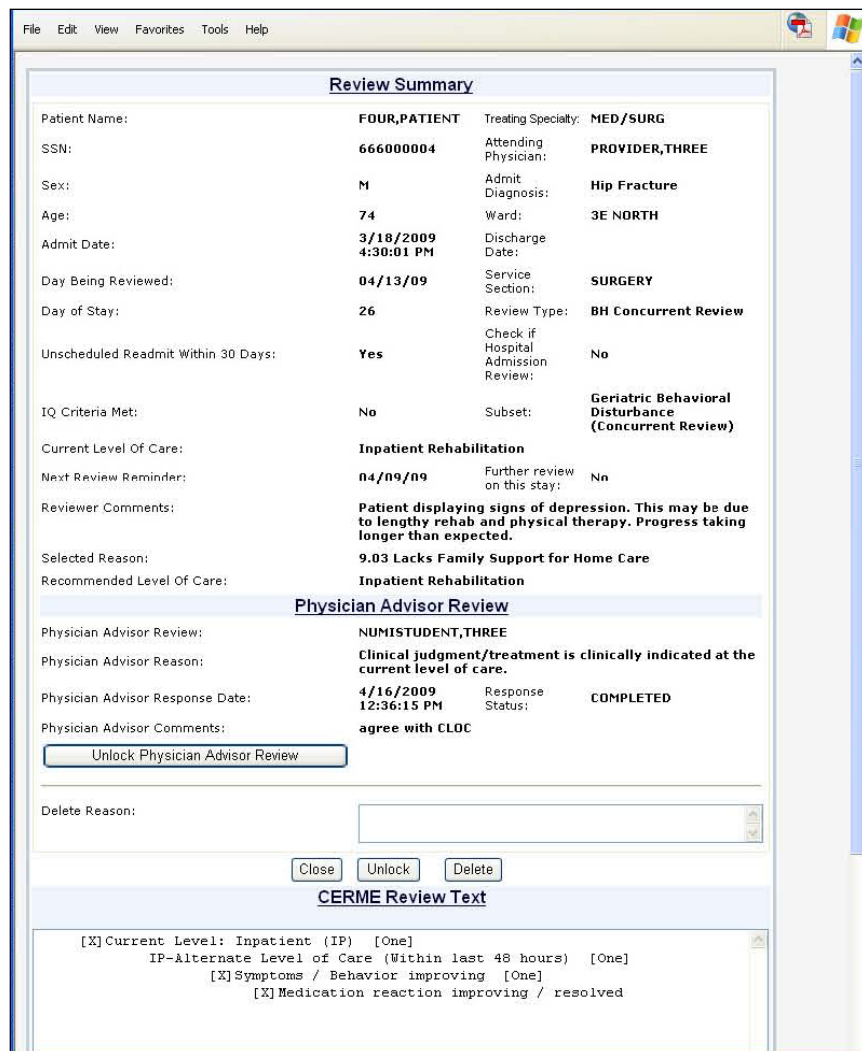 File Edit View Favorites Tools Help
Review Summary
Patient Name: FOUR,PATIENT Treating Specialty: MED/SURG
SSN: 666000004 Attending Physician: PROVIDER,THREE
Sex: M Admit Diagnosis: Hip Fracture
Age: 74 Ward: 3E NORTH
Admit Date: 3/18/2009 4:30:01 PM Discharge Date:
Day Being Reviewed: 04/13/09 Service Section: SURGERY
Day of Stay: 26 Review Type: BH Concurrent Review
Unscheduled Readmit Within 30 Days: Yes Check if Hospital Admission Review: No
IQ Criteria Met: No Subset: Geriatric Behavioral Disturbance (Concurrent Review)
Current Level Of Care: Inpatient Rehabilitation
Next Review Reminder: 04/09/09 Further review on this stay: No
Reviewer Comments: Patient displaying signs of depression. This may be due
to lengthy rehab and physical therapy. Progress taking
longer than expected.
Selected Reason: 9.03 Lacks Family Support for Home Care
Recommended Level Of Care: Inpatient Rehabilitation
Physician Advisor Review
Physician Advisor Review: NUMISTUDENT,THREE
Physician Advisor Reason: Clinical judgment/treatment is clinically indicated at the
current level of care.
Physician Advisor Response Date: 4/16/2009 12:36:15 PM Response Status: COMPLETED
Physician Advisor Comments: agree with CLOC
Unlock Physician Advisor Review
Delete Reason:
Close Unlock Delete
CERME Review Text
[X]Current Level: Inpatient (IP) [One]
IP-Alternate Level of Care (Within last 48 hours) [One]
[X]Symptoms / Behavior improving [One]
[X]Medication reaction improving / resolved